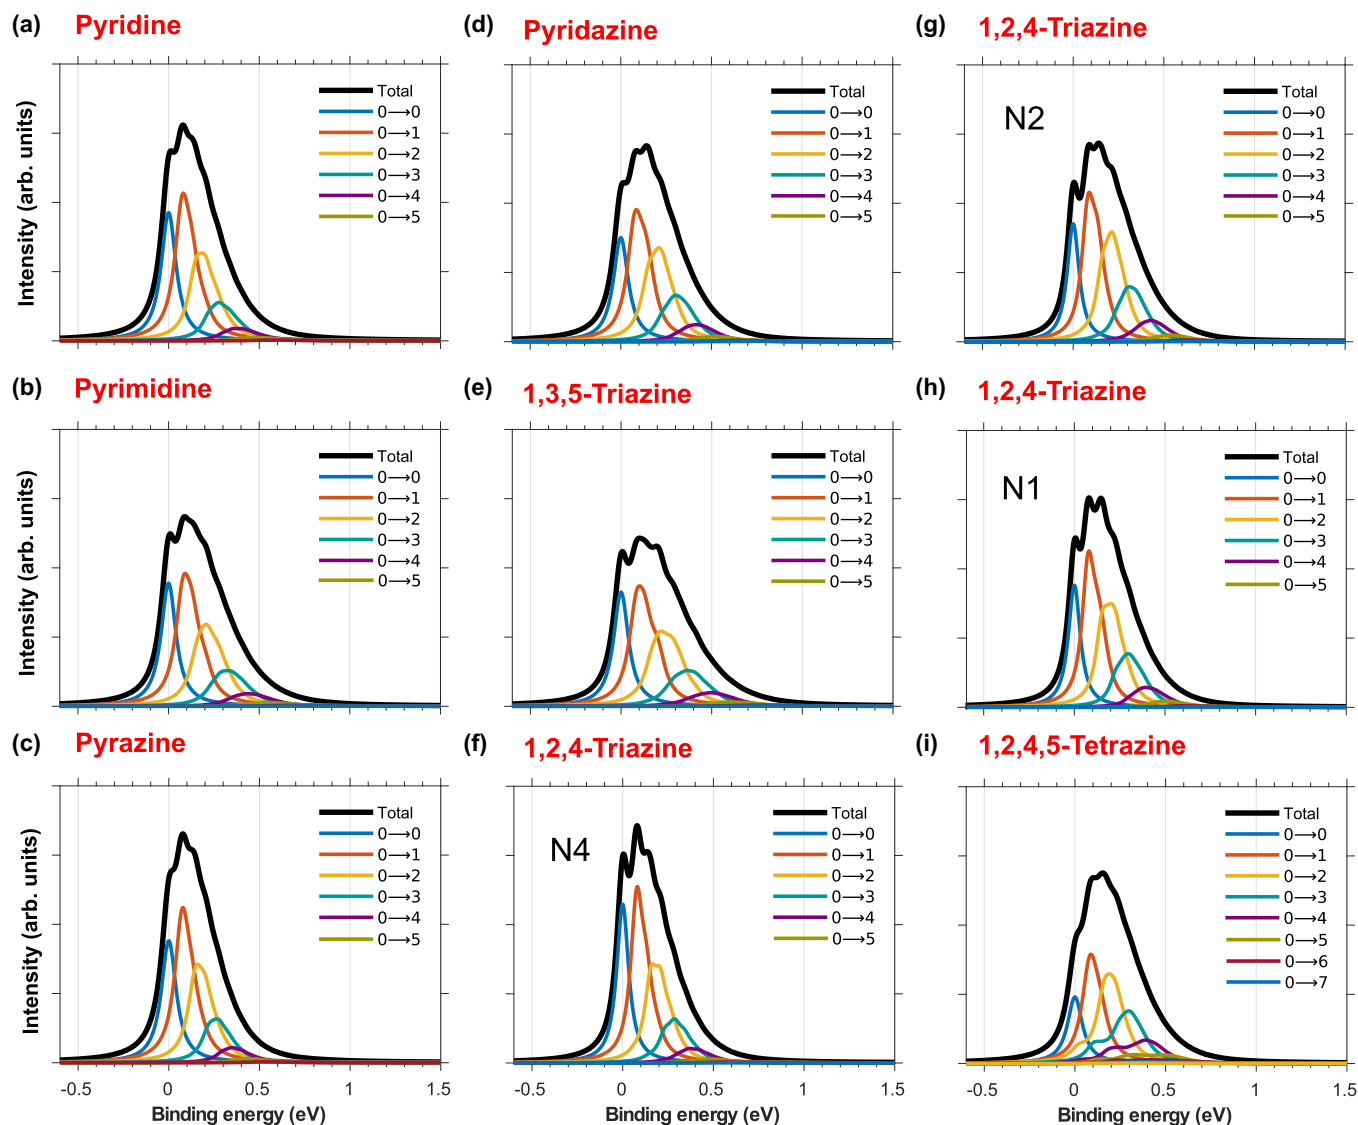 (a) Pyridine
Total
0→0
0→1
0→2
0→3
0→4
0→5
Intensity (arb. units)
(b) Pyrimidine
Total
0→0
0→1
0→2
0→3
0→4
0→5
Intensity (arb. units)
(c) Pyrazine
Total
0→0
0→1
0→2
0→3
0→4
0→5
Intensity (arb. units)
-0.5 0 0.5 1 1.5
Binding energy (eV)
(d) Pyridazine
Total
0→0
0→1
0→2
0→3
0→4
0→5
(e) 1,3,5-Triazine
Total
0→0
0→1
0→2
0→3
0→4
0→5
(f) 1,2,4-Triazine
N4
Total
0→0
0→1
0→2
0→3
0→4
0→5
-0.5 0 0.5 1 1.5
Binding energy (eV)
(g) 1,2,4-Triazine
N2
Total
0→0
0→1
0→2
0→3
0→4
0→5
(h) 1,2,4-Triazine
N1
Total
0→0
0→1
0→2
0→3
0→4
0→5
(i) 1,2,4,5-Tetrazine
Total
0→0
0→1
0→2
0→3
0→4
0→5
0→6
0→7
-0.5 0 0.5 1 1.5
Binding energy (eV)